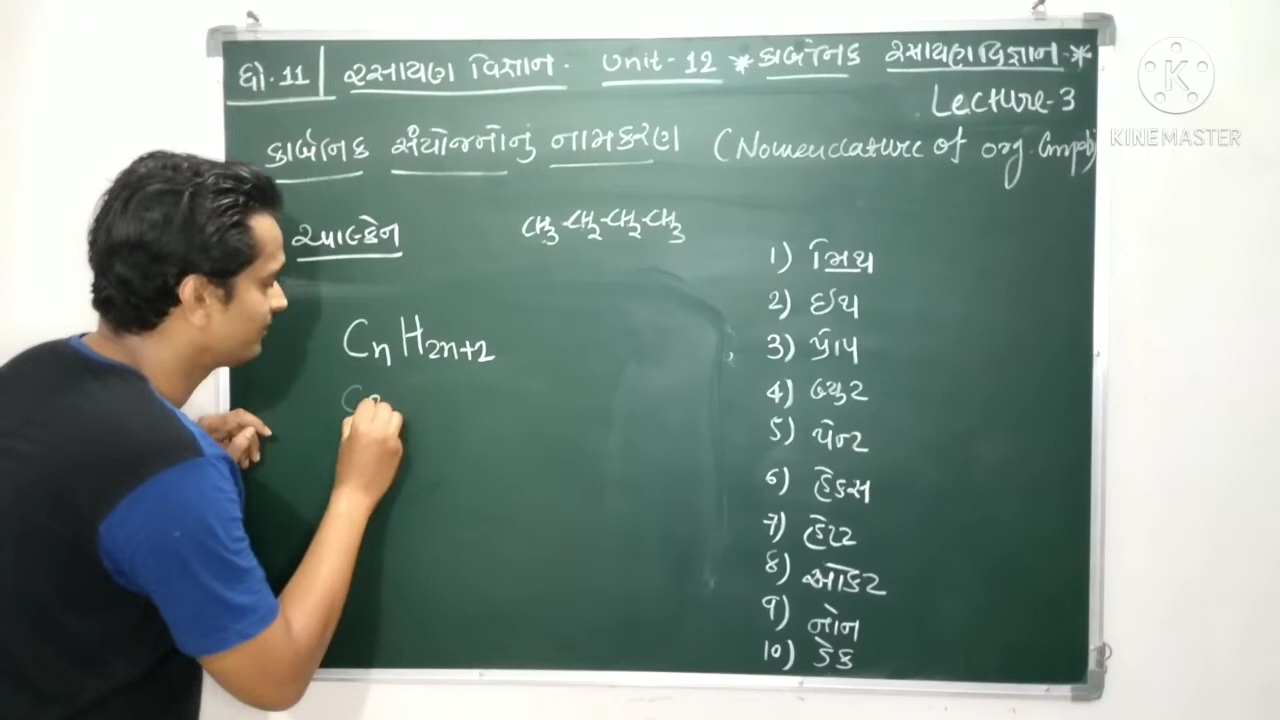 ધો. 11 | રસાયણ વિજ્ઞાન. Unit - 12 * કાર્બનિક રસાયણવિજ્ઞાન *
Lecture-3
કાર્બનિક સંયોજનોનું નામકરણ (Nomenclature of org. Compd)
આલ્કેન
CH₃-CH₂-CH₂-CH₃
CnH2n+2
C
1) મિથ
2) ઈથ
3) પ્રોપ
4) બ્યુટ
5) પેન્ટ
6) હેક્સ
7) હેપ્ટ
8) ઓક્ટ
9) નોન
10) ડેક
K
KINEMASTER